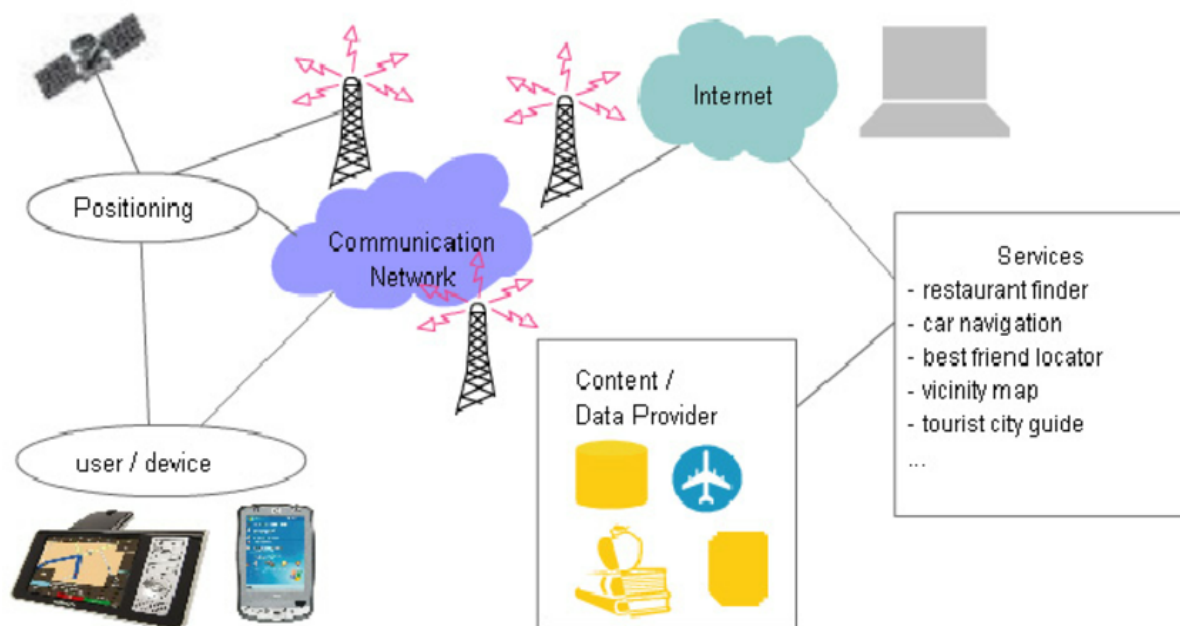 Internet
Positioning
Communication
Network
Services
- restaurant finder
- car navigation
- best friend locator
- vicinity map
- tourist city guide
...
Content /
Data Provider
user / device